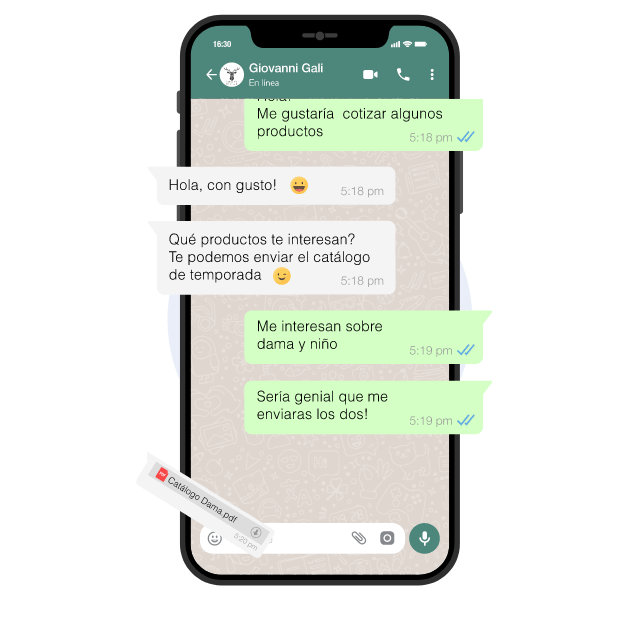 16:30
Giovanni Gali
En línea
Hola!
Me gustaría cotizar algunos
productos
5:18 pm
Hola, con gusto! 😀
5:18 pm
Qué productos te interesan?
Te podemos enviar el catálogo
de temporada 😉
5:18 pm
Me interesan sobre
dama y niño
5:19 pm
Sería genial que me
enviaras los dos!
5:19 pm
Catálogo Dama.pdf
5:20 pm